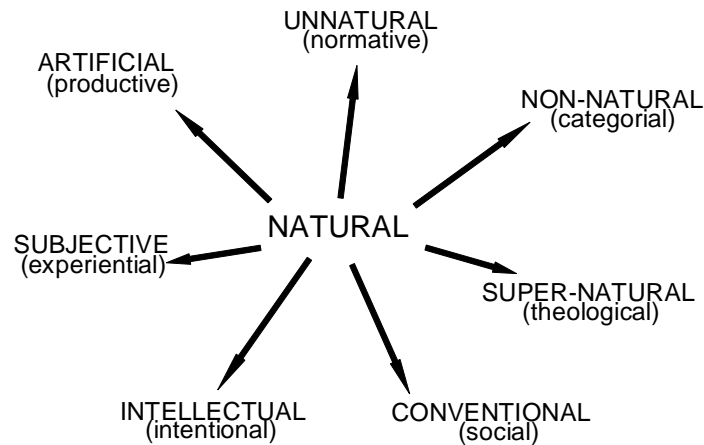 UNNATURAL
(normative)
ARTIFICIAL
(productive)
NON-NATURAL
(categorial)
NATURAL
SUBJECTIVE
(experiential)
SUPER-NATURAL
(theological)
INTELLECTUAL
(intentional)
CONVENTIONAL
(social)